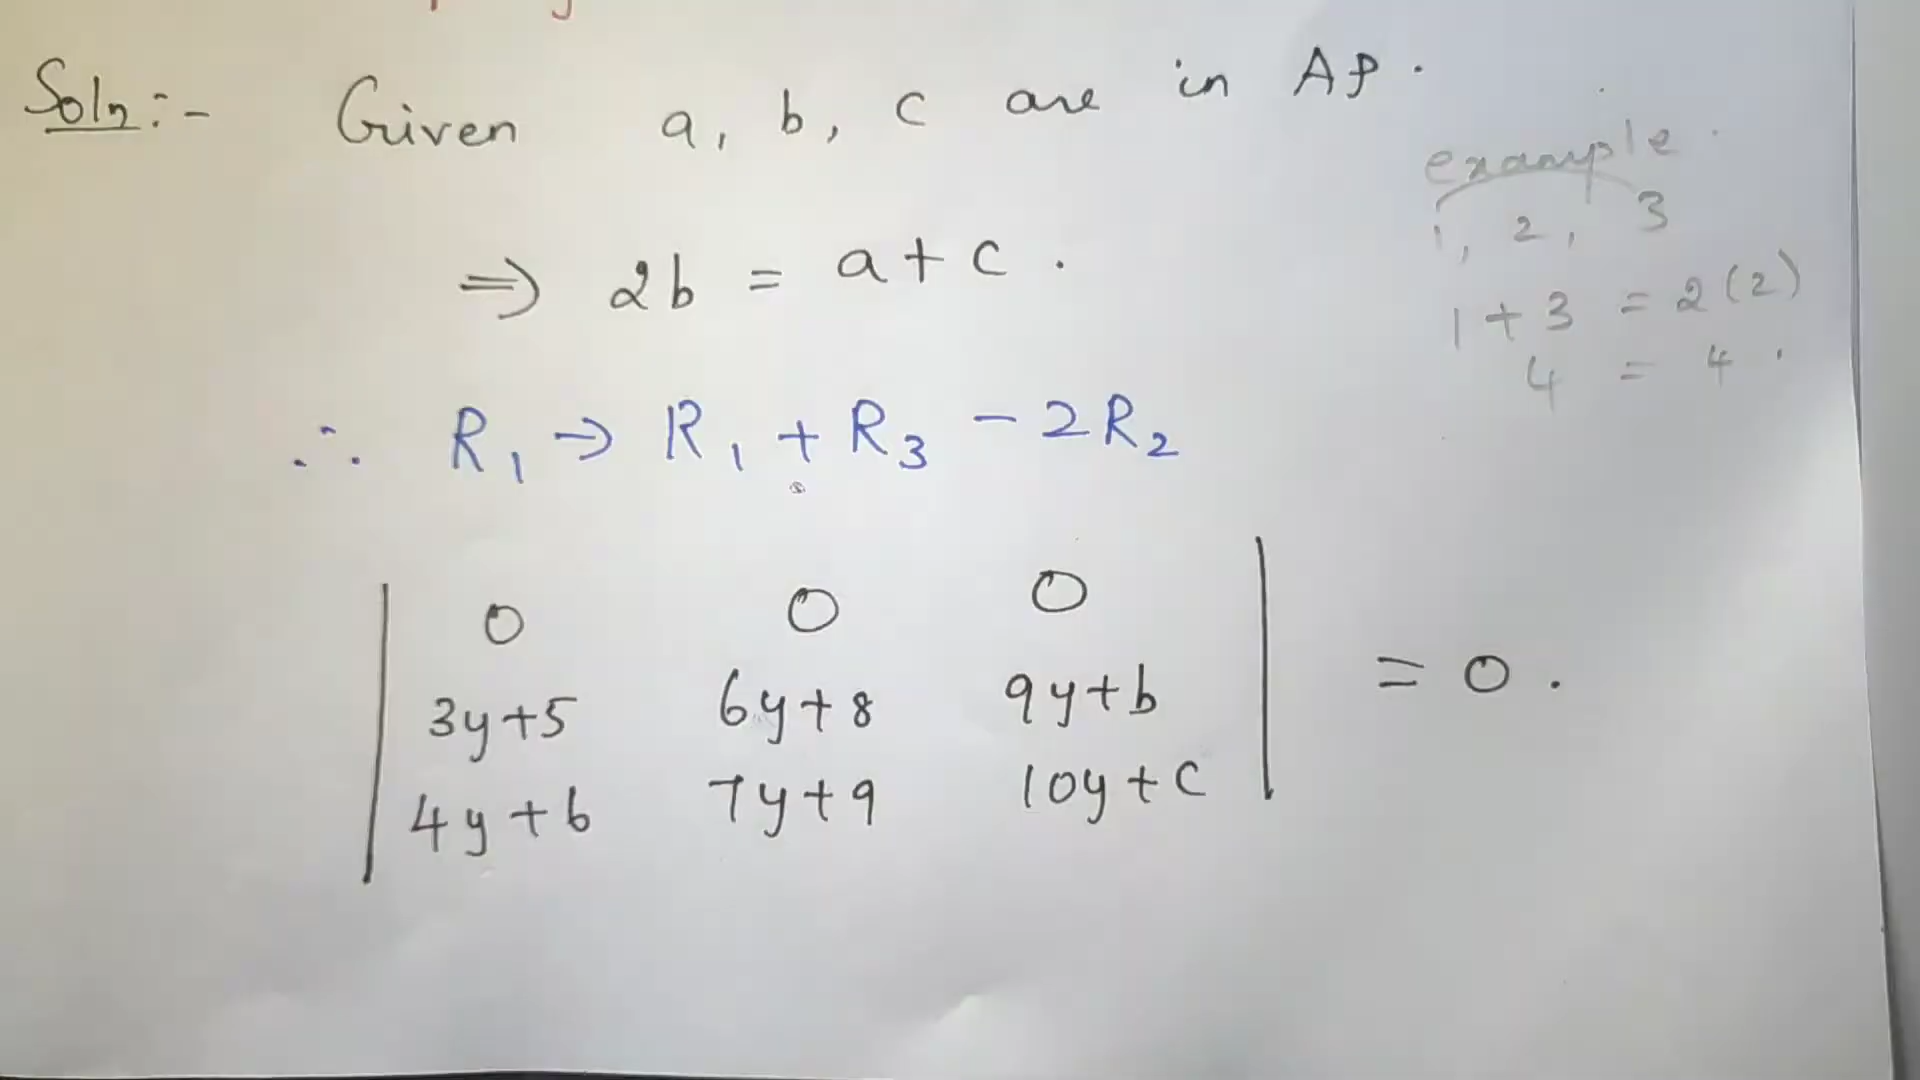 Soln:- Given a, b, c are in AP.
example.
1, 2, 3
1+3 = 2(2)
4 = 4.
=> 2b = a+c.
∴ R₁ → R₁ + R₃ - 2R₂
| 0 0 0 |
| 3y+5 6y+8 9y+b | = 0.
| 4y+6 7y+9 10y+c |